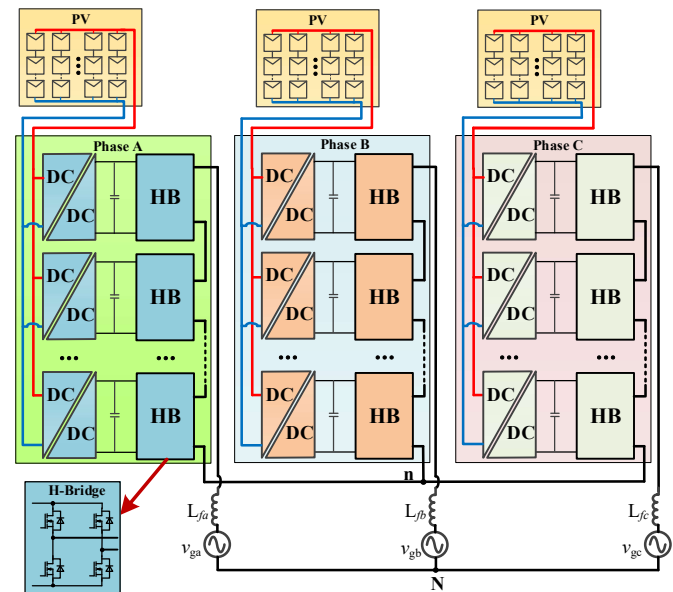 PV
PV
PV
Phase A
Phase B
Phase C
DC
DC
HB
DC
DC
HB
DC
DC
HB
DC
DC
HB
DC
DC
HB
DC
DC
HB
•••
•••
•••
•••
•••
•••
DC
DC
HB
DC
DC
HB
DC
DC
HB
n
H-Bridge
Lfa
Lfb
Lfc
vga
vgb
vgc
N